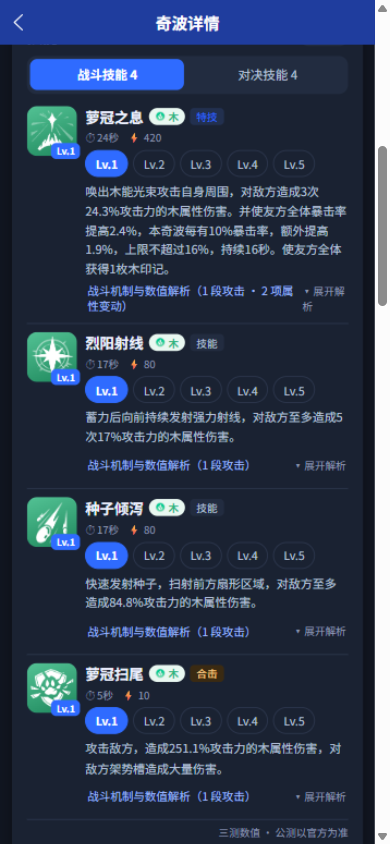 奇波详情
战斗技能 4
对决技能 4
萝冠之息 木 特技
24秒 420
Lv.1
Lv.1 Lv.2 Lv.3 Lv.4 Lv.5
唤出木能光束攻击自身周围，对敌方造成3次
24.3%攻击力的木属性伤害。并使友方全体暴击率
提高2.4%，本奇波每有10%暴击率，额外提高
1.9%，上限不超过16%，持续16秒。使友方全体
获得1枚木印记。
战斗机制与数值解析（1 段攻击 · 2 项属
性变动）
▼ 展开解
析
烈阳射线 木 技能
17秒 80
Lv.1
Lv.1 Lv.2 Lv.3 Lv.4 Lv.5
蓄力后向前持续发射强力射线，对敌方至多造成5
次17%攻击力的木属性伤害。
战斗机制与数值解析（1 段攻击）
▼ 展开解析
种子倾泻 木 技能
17秒 80
Lv.1
Lv.1 Lv.2 Lv.3 Lv.4 Lv.5
快速发射种子，扫射前方扇形区域，对敌方至多
造成84.8%攻击力的木属性伤害。
战斗机制与数值解析（1 段攻击）
▼ 展开解析
萝冠扫尾 木 合击
5秒 10
Lv.1
Lv.1 Lv.2 Lv.3 Lv.4 Lv.5
攻击敌方，造成251.1%攻击力的木属性伤害，对
敌方架势槽造成大量伤害。
战斗机制与数值解析（1 段攻击）
▼ 展开解析
三测数值 · 公测以官方为准